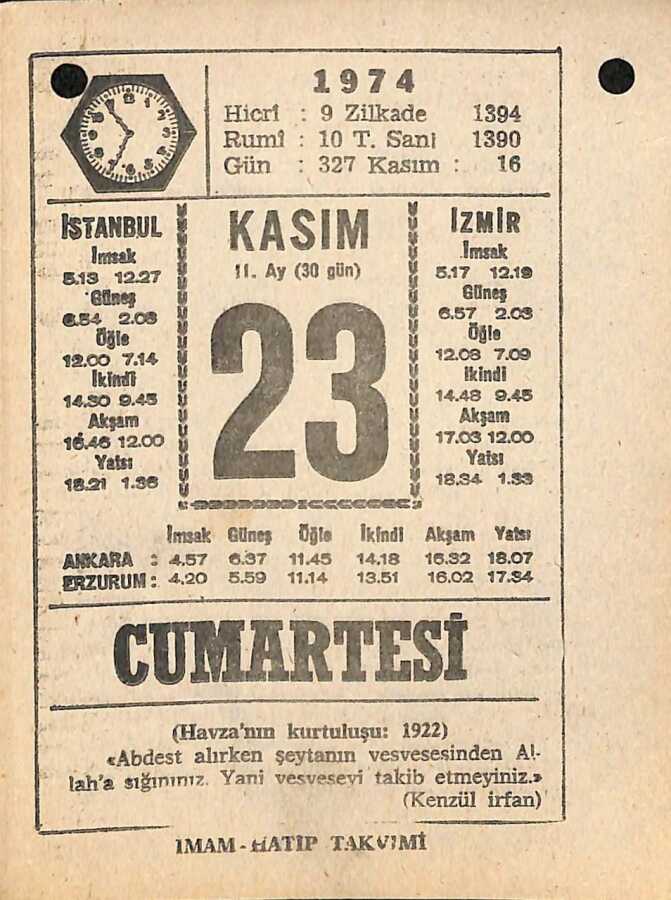 1974
Hicrî : 9 Zilkade 1394
Rumî : 10 T. Sani 1390
Gün : 327 Kasım : 16
İSTANBUL
İmsak
5.13 12.27
Güneş
6.54 2.08
Öğle
12.00 7.14
İkindi
14.30 9.45
Akşam
16.46 12.00
Yatsı
18.21 1.36
KASIM
11. Ay (30 gün)
23
İZMİR
İmsak
5.17 12.19
Güneş
6.57 2.03
Öğle
12.08 7.09
İkindi
14.48 9.45
Akşam
17.03 12.00
Yatsı
18.34 1.33
İmsak Güneş Öğle İkindi Akşam Yatsı
ANKARA : 4.57 6.37 11.45 14.18 16.32 18.07
ERZURUM : 4.20 5.59 11.14 13.51 16.02 17.34
CUMARTESİ
(Havza'nın kurtuluşu: 1922)
«Abdest alırken şeytanın vesvesesinden Al-
lah'a sığınınız. Yani vesveseyi takib etmeyiniz.»
(Kenzül irfan)
İMAM - HATİP TAKVİMİ